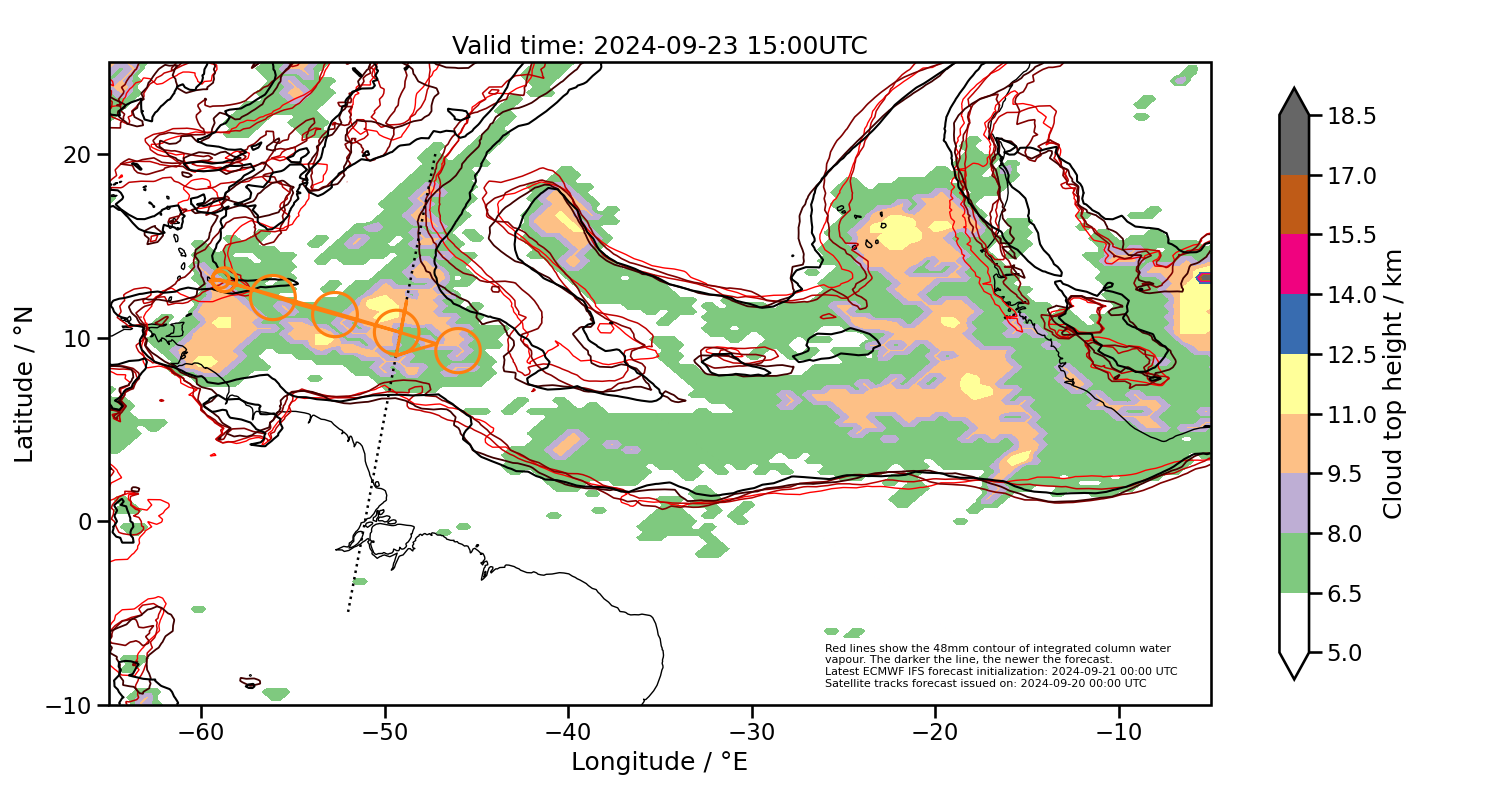 Valid time: 2024-09-23 15:00UTC
20
10
0
−10
Latitude / °N
−60
−50
−40
−30
−20
−10
Longitude / °E
Red lines show the 48mm contour of integrated column water
vapour. The darker the line, the newer the forecast.
Latest ECMWF IFS forecast initialization: 2024-09-21 00:00 UTC
Satellite tracks forecast issued on: 2024-09-20 00:00 UTC
18.5
17.0
15.5
14.0
12.5
11.0
9.5
8.0
6.5
5.0
Cloud top height / km